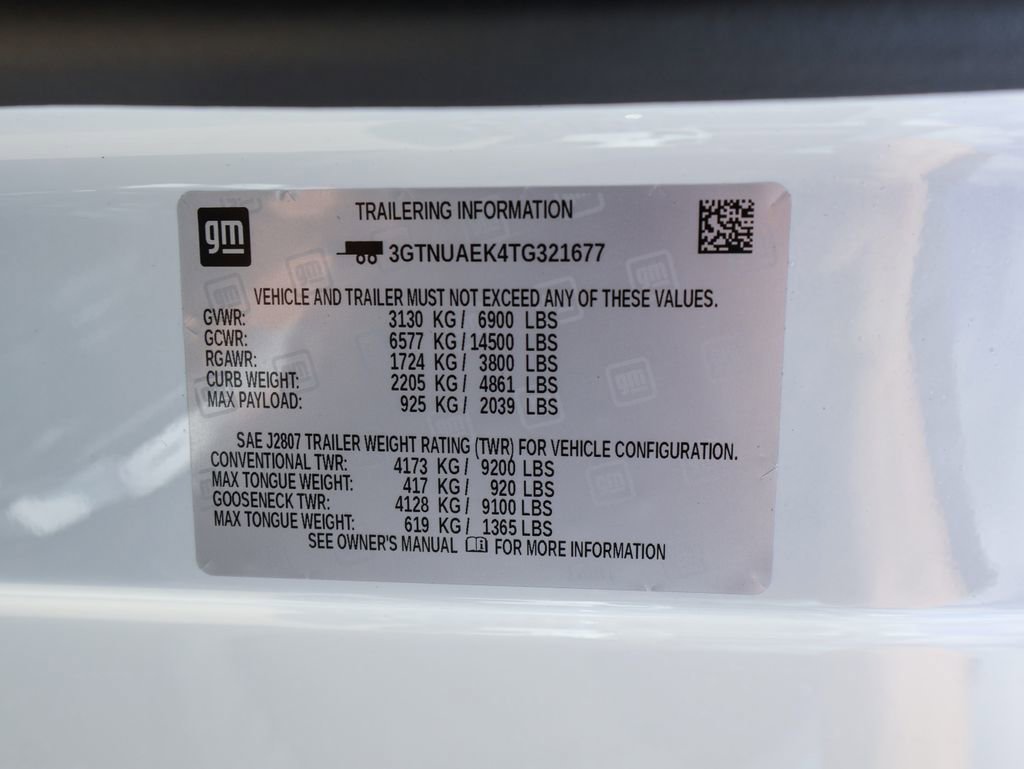 gm
TRAILERING INFORMATION
3GTNUAEK4TG321677
VEHICLE AND TRAILER MUST NOT EXCEED ANY OF THESE VALUES.
GVWR: 3130 KG/ 6900 LBS
GCWR: 6577 KG/14500 LBS
RGAWR: 1724 KG/ 3800 LBS
CURB WEIGHT: 2205 KG/ 4861 LBS
MAX PAYLOAD: 925 KG/ 2039 LBS
SAE J2807 TRAILER WEIGHT RATING (TWR) FOR VEHICLE CONFIGURATION.
CONVENTIONAL TWR: 4173 KG/ 9200 LBS
MAX TONGUE WEIGHT: 417 KG/ 920 LBS
GOOSENECK TWR: 4128 KG/ 9100 LBS
MAX TONGUE WEIGHT: 619 KG/ 1365 LBS
SEE OWNER'S MANUAL FOR MORE INFORMATION